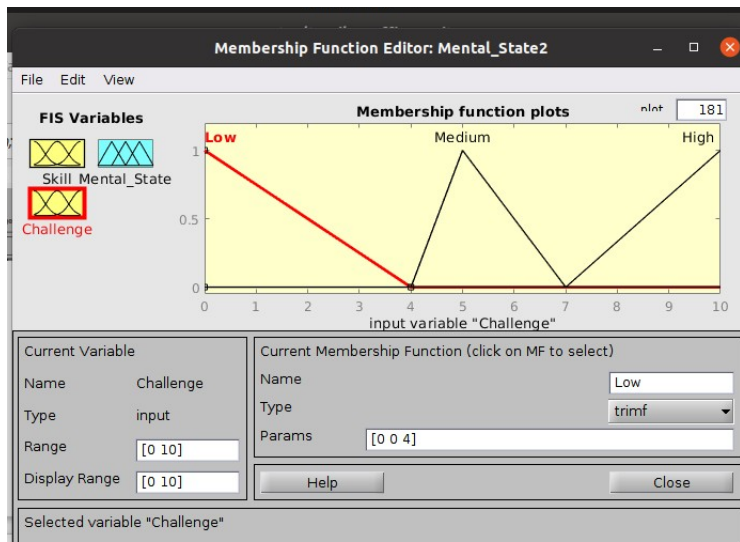 Membership Function Editor: Mental_State2
File Edit View
FIS Variables
Skill Mental_State
Challenge
Membership function plots
181
Low Medium High
1
0.5
0
0 1 2 3 4 5 6 7 8 9 10
input variable "Challenge"
Current Variable
Name Challenge
Type input
Range [0 10]
Display Range [0 10]
Current Membership Function (click on MF to select)
Name Low
Type trimf
Params [0 0 4]
Help Close
Selected variable "Challenge"